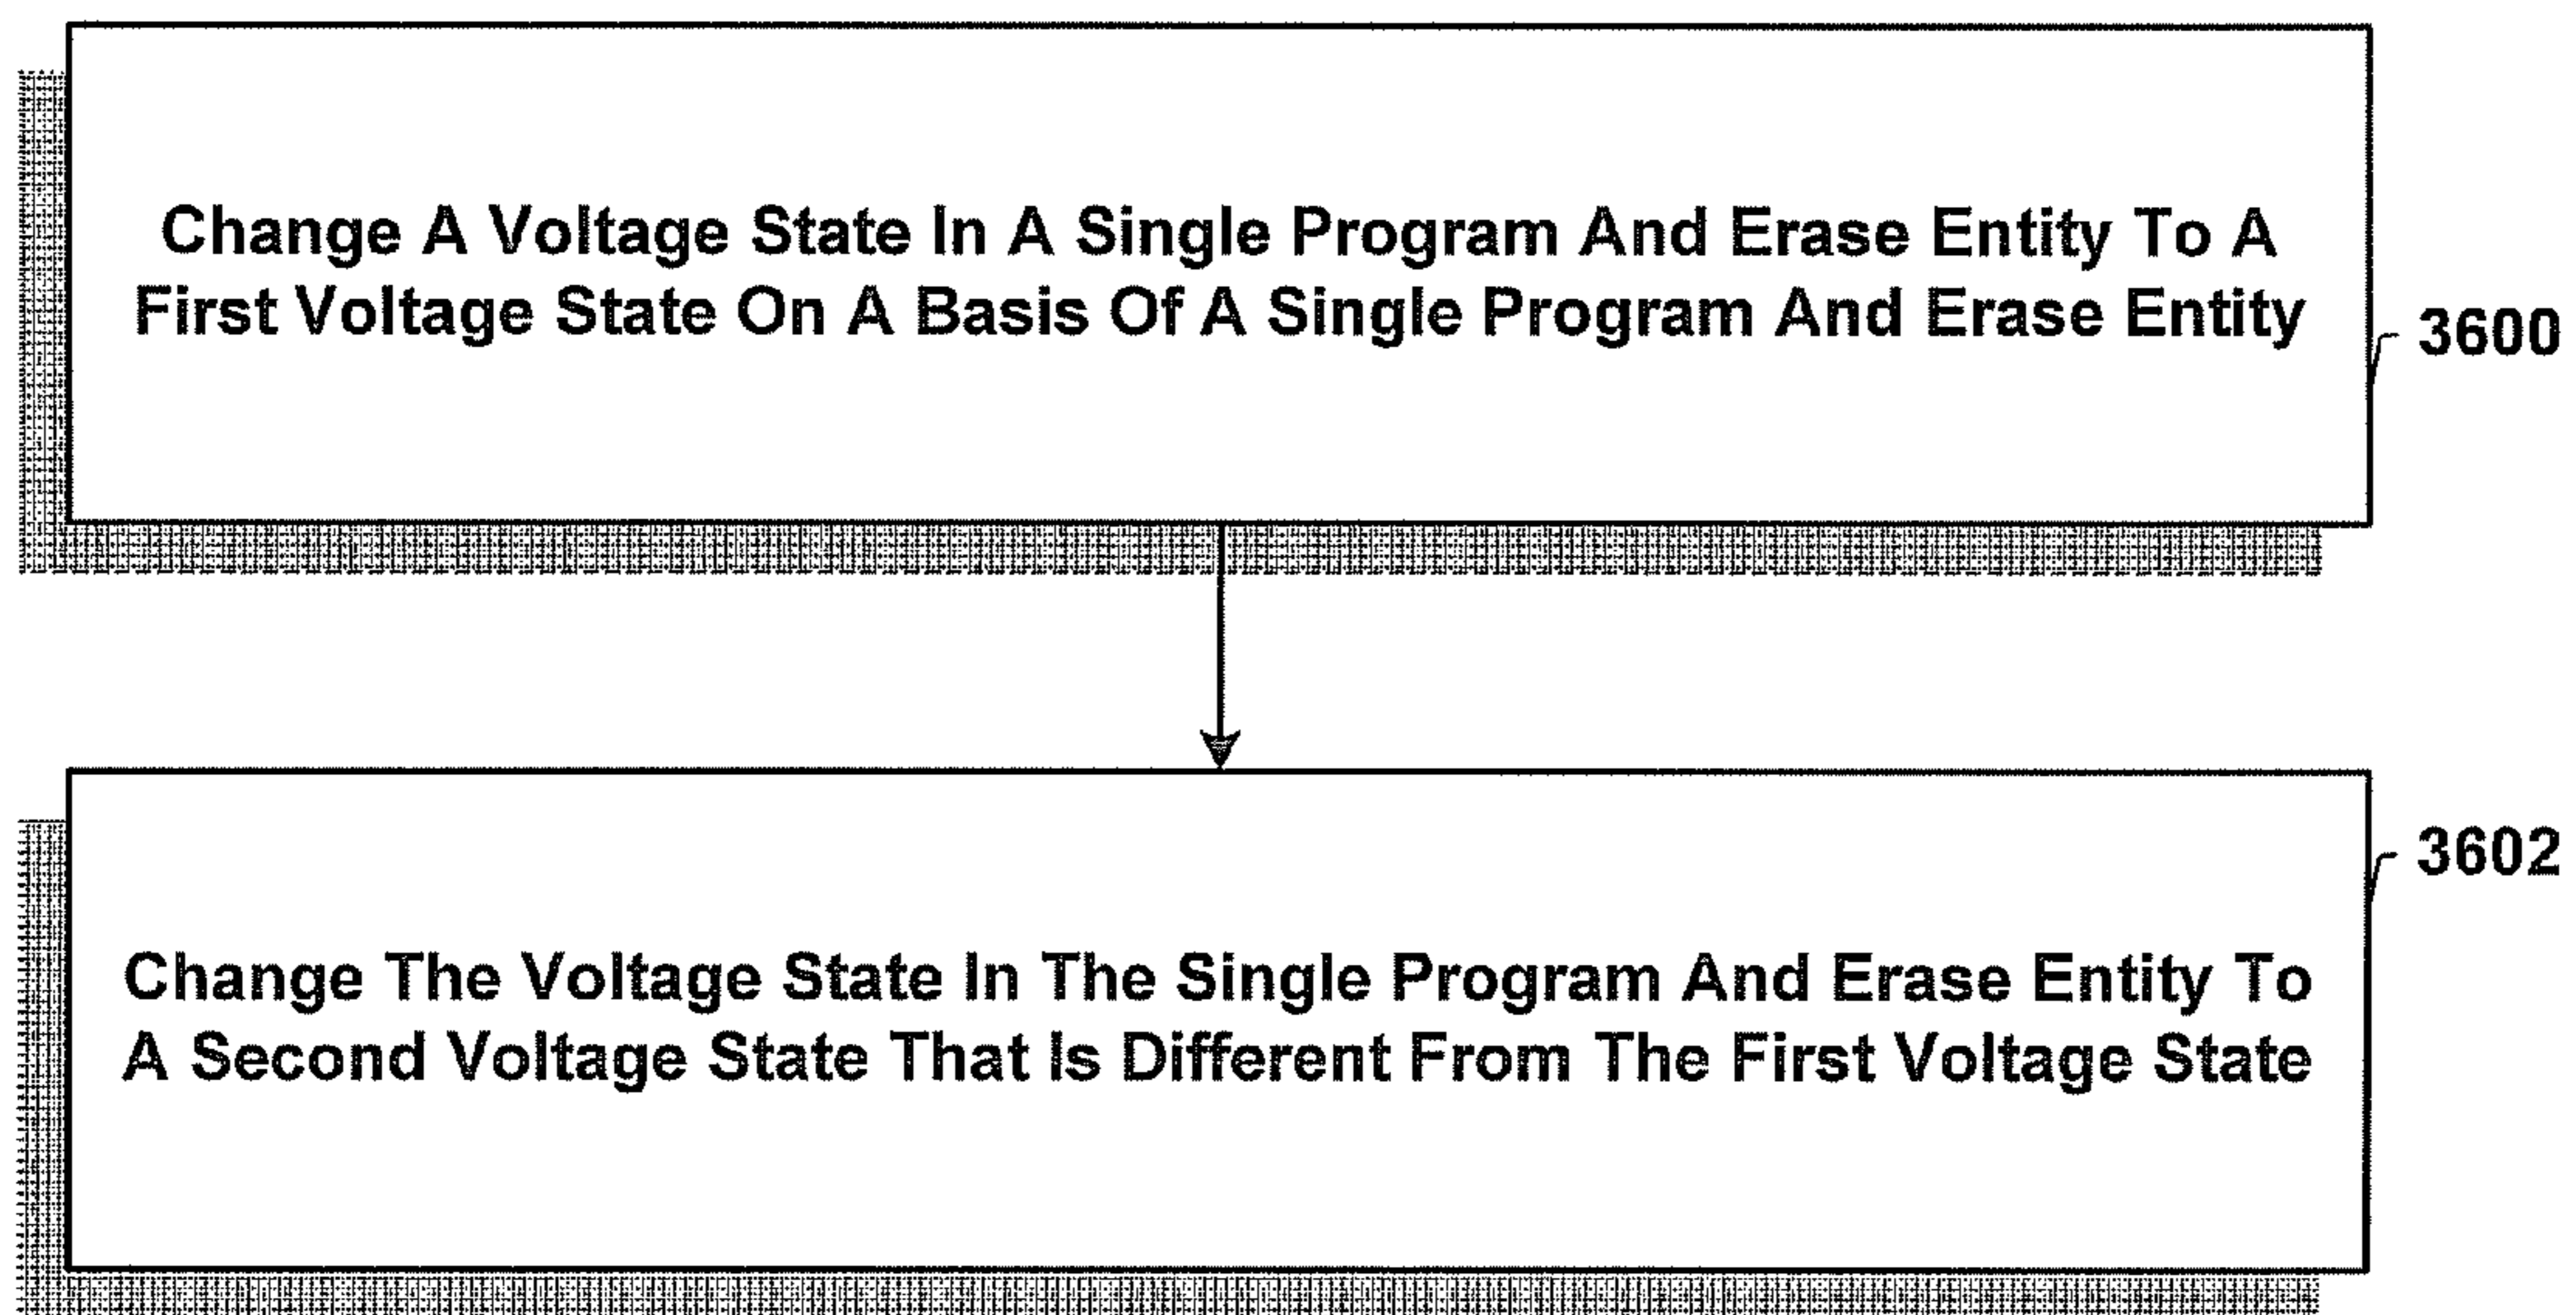 Change A Voltage State In A Single Program And Erase Entity To A
First Voltage State On A Basis Of A Single Program And Erase Entity
3600
3602
Change The Voltage State In The Single Program And Erase Entity To
A Second Voltage State That Is Different From The First Voltage State